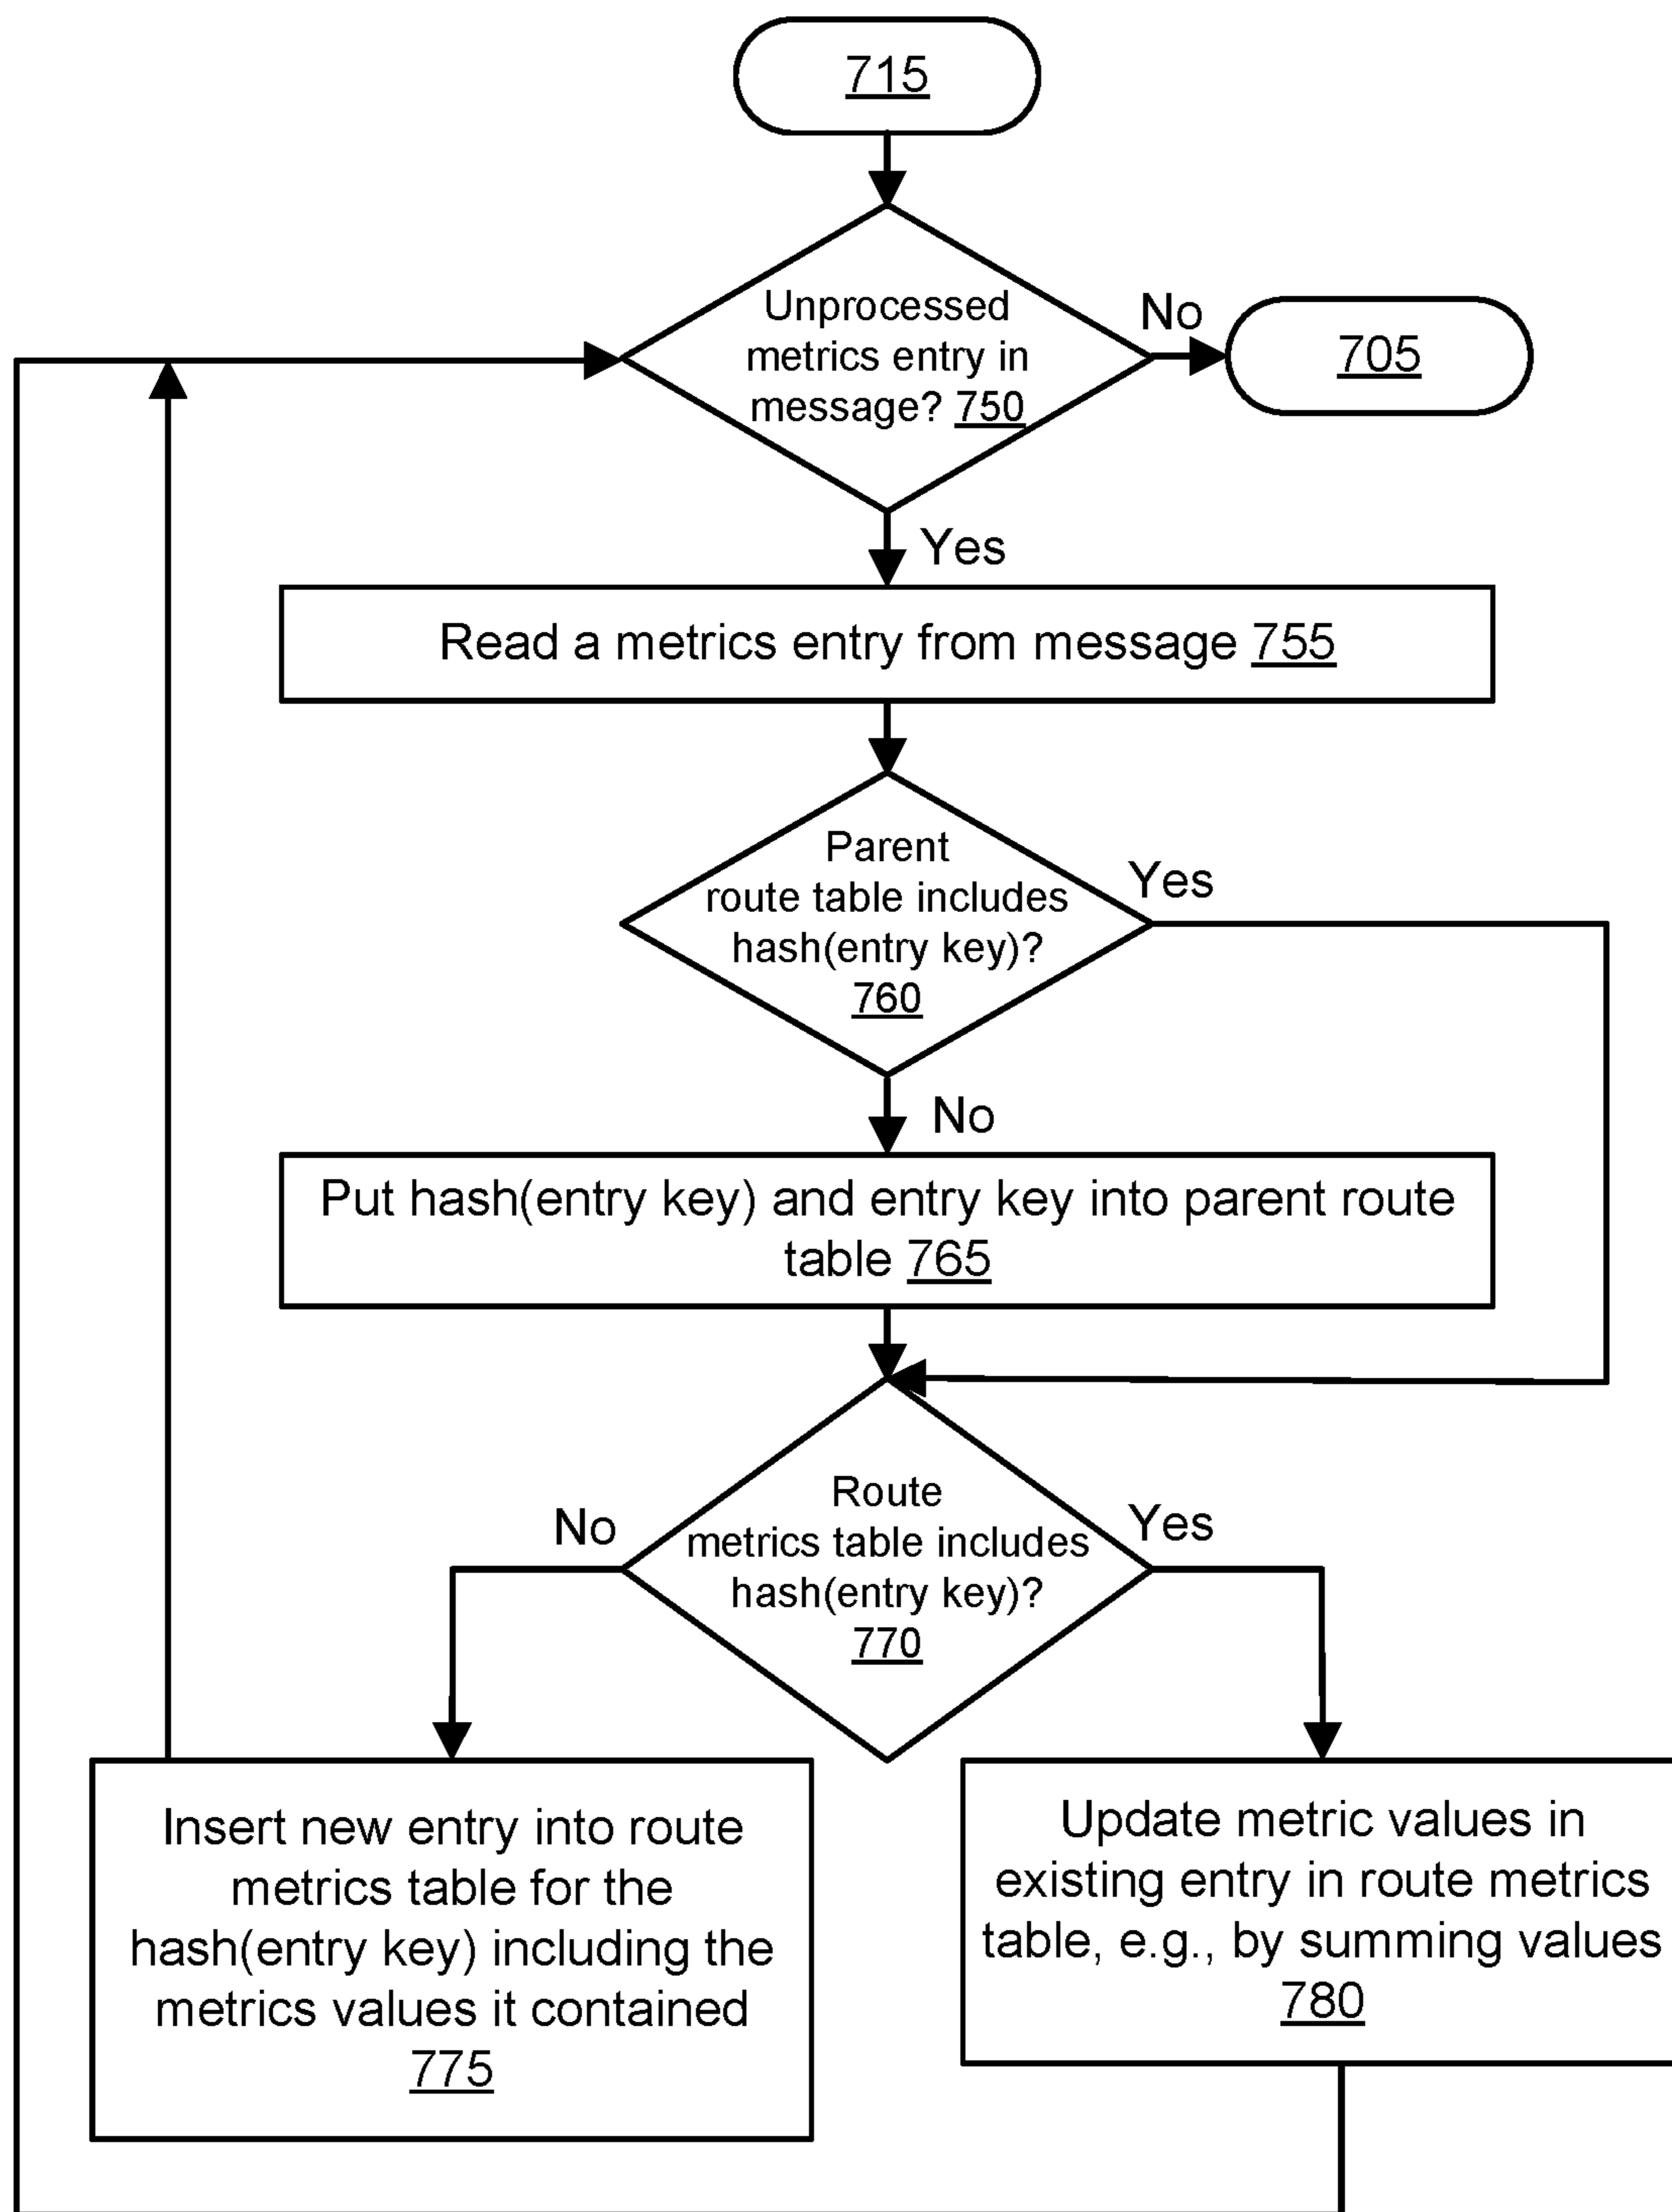 715
Unprocessed
metrics entry in
message? 750
No
705
Yes
Read a metrics entry from message 755
Parent
route table includes
hash(entry key)?
760
Yes
No
Put hash(entry key) and entry key into parent route
table 765
Route
metrics table includes
hash(entry key)?
770
No
Yes
Insert new entry into route
metrics table for the
hash(entry key) including the
metrics values it contained
775
Update metric values in
existing entry in route metrics
table, e.g., by summing values
780